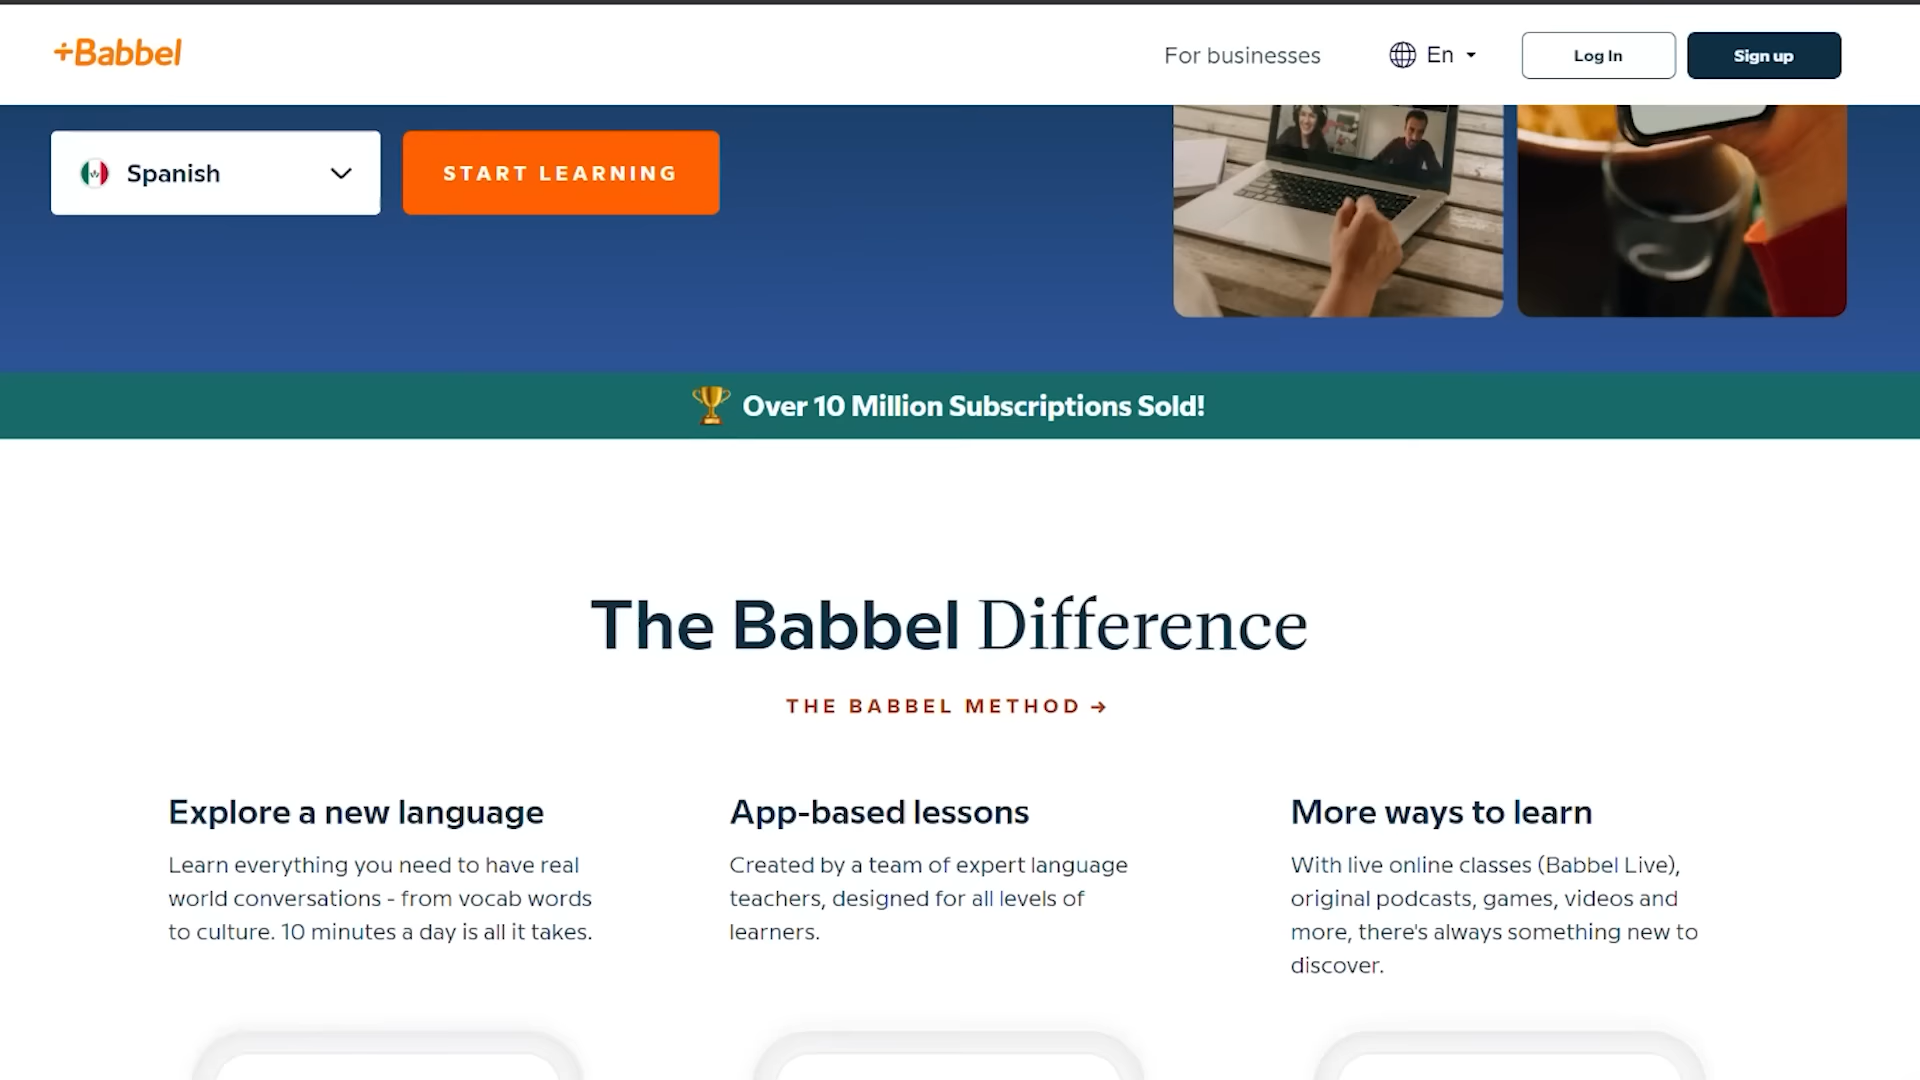 +Babbel
For businesses
En
Log In
Sign up
Spanish
START LEARNING
Over 10 Million Subscriptions Sold!
The Babbel Difference
THE BABBEL METHOD →
Explore a new language
Learn everything you need to have real
world conversations - from vocab words
to culture. 10 minutes a day is all it takes.
App-based lessons
Created by a team of expert language
teachers, designed for all levels of
learners.
More ways to learn
With live online classes (Babbel Live),
original podcasts, games, videos and
more, there's always something new to
discover.